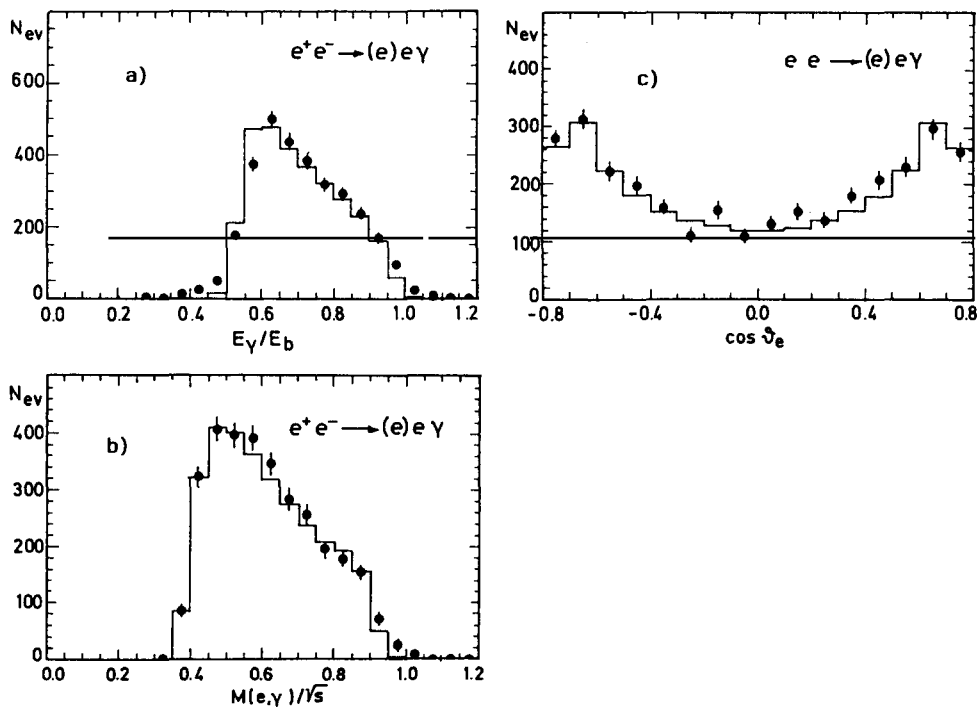 N_ev
600
400
200
0
a)
e⁺e⁻ → (e) e γ
0.0 0.2 0.4 0.6 0.8 1.0 1.2
E_γ/E_b
N_ev
400
300
200
100
0
c)
e e → (e) e γ
-0.8 -0.4 0.0 0.4 0.8
cos ϑ_e
N_ev
400
300
200
100
0
b)
e⁺e⁻ → (e) e γ
0.0 0.2 0.4 0.6 0.8 1.0 1.2
M(e,γ)/√s